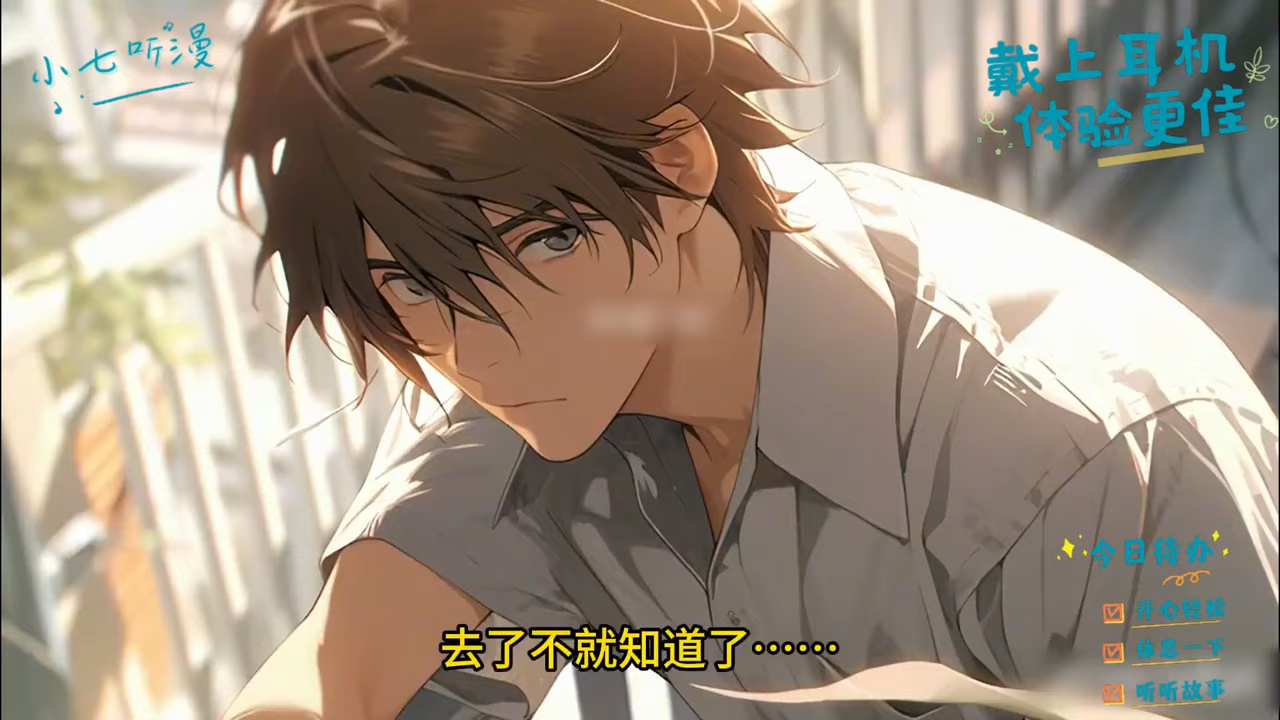 小七听漫
戴上耳机
体验更佳
今日待办
开心轻松
休息一下
听听故事
去了不就知道了……